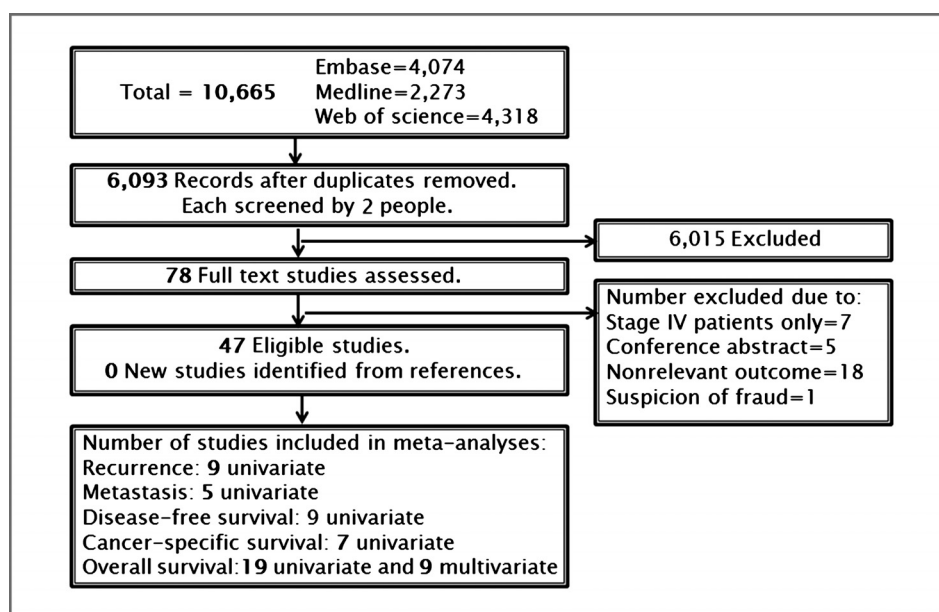 Total = 10,665
Embase=4,074
Medline=2,273
Web of science=4,318
6,093 Records after duplicates removed.
Each screened by 2 people.
6,015 Excluded
78 Full text studies assessed.
Number excluded due to:
Stage IV patients only=7
Conference abstract=5
Nonrelevant outcome=18
Suspicion of fraud=1
47 Eligible studies.
0 New studies identified from references.
Number of studies included in meta-analyses:
Recurrence: 9 univariate
Metastasis: 5 univariate
Disease-free survival: 9 univariate
Cancer-specific survival: 7 univariate
Overall survival:19 univariate and 9 multivariate